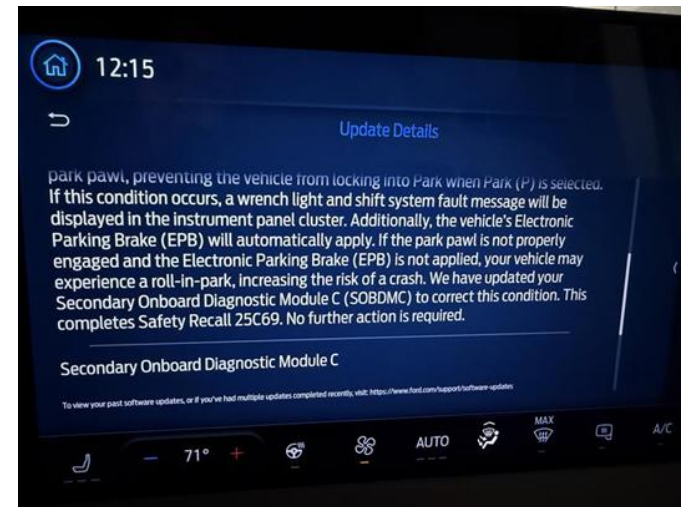 12:15
Update Details
park pawl, preventing the vehicle from locking into Park when Park (P) is selected.
If this condition occurs, a wrench light and shift system fault message will be
displayed in the instrument panel cluster. Additionally, the vehicle's Electronic
Parking Brake (EPB) will automatically apply. If the park pawl is not properly
engaged and the Electronic Parking Brake (EPB) is not applied, your vehicle may
experience a roll-in-park, increasing the risk of a crash. We have updated your
Secondary Onboard Diagnostic Module C (SOBDMC) to correct this condition. This
completes Safety Recall 25C69. No further action is required.
Secondary Onboard Diagnostic Module C
To view your past software updates, or if you've had multiple updates completed recently, visit: https://www.ford.com/support/software-updates
− 71° + AUTO MAX A/C